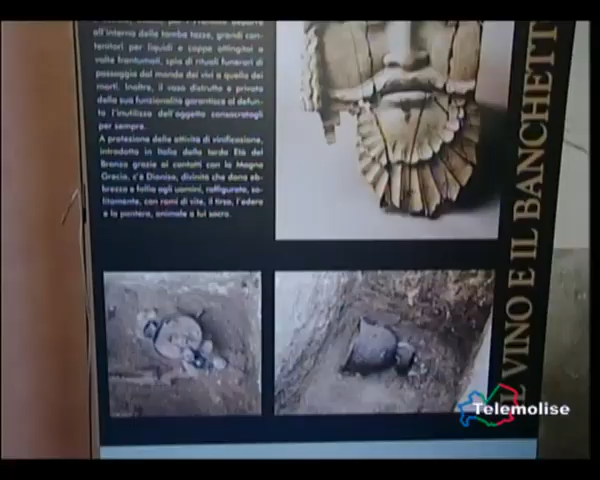 all'interno delle tombe tazze, grandi con-
tenitori per liquidi e coppe attingitoi a
volte frantumati, spia di rituali funerari di
passaggio dal mondo dei vivi a quello dei
morti. Inoltre, il vaso distrutto e privato
della sua funzionalità garantisce al defun-
to l'inutilizzo dell'oggetto consacratogli
per sempre.
A protezione della attività di vinificazione,
introdotta in Italia dalla tarda Età del
Bronzo grazie ai contatti con la Magna
Grecia, c'è Dioniso, divinità che dona eb-
brezza e follia agli uomini, raffigurato, so-
litamente, con rami di vite, il tirso, l'edera
e la pantera, animale a lui sacro.
IL VINO E IL BANCHETT
Telemolise